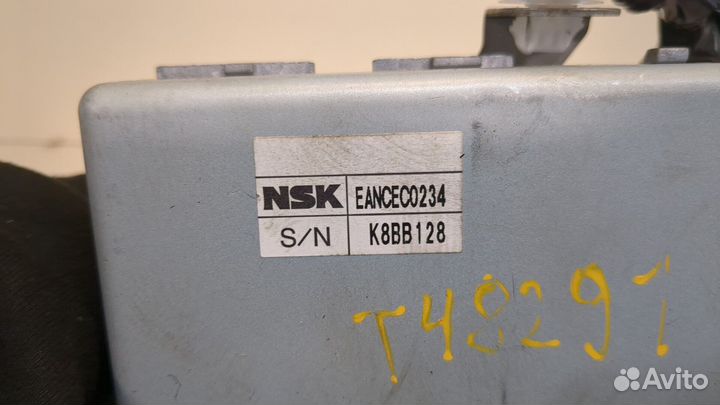 NSK EANCEC0234
S/N K8BB128
T48291
Avito